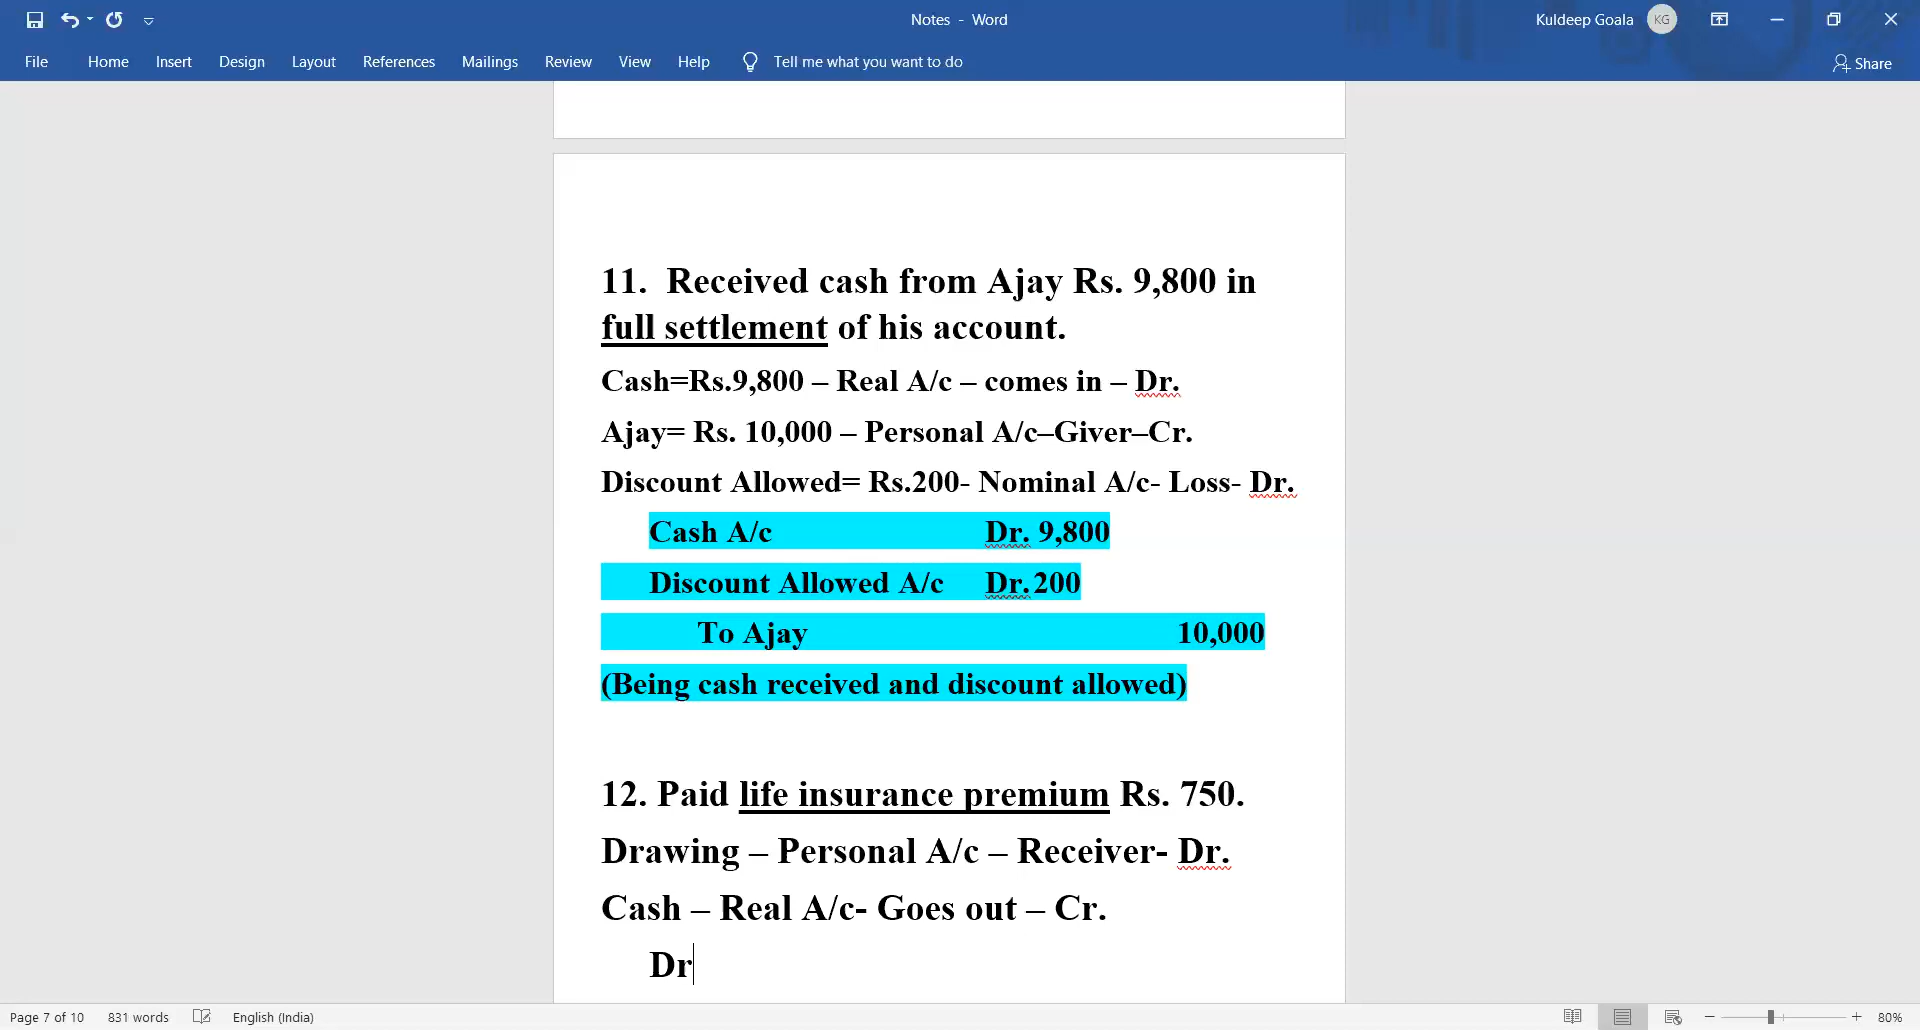 Notes - Word
Kuldeep Goala KG
File Home Insert Design Layout References Mailings Review View Help Tell me what you want to do Share
11. Received cash from Ajay Rs. 9,800 in
full settlement of his account.
Cash=Rs.9,800 – Real A/c – comes in – Dr.
Ajay= Rs. 10,000 – Personal A/c–Giver–Cr.
Discount Allowed= Rs.200- Nominal A/c- Loss- Dr.
Cash A/c Dr. 9,800
Discount Allowed A/c Dr.200
To Ajay 10,000
(Being cash received and discount allowed)
12. Paid life insurance premium Rs. 750.
Drawing – Personal A/c – Receiver- Dr.
Cash – Real A/c- Goes out – Cr.
Dr
Page 7 of 10 831 words English (India) 80%